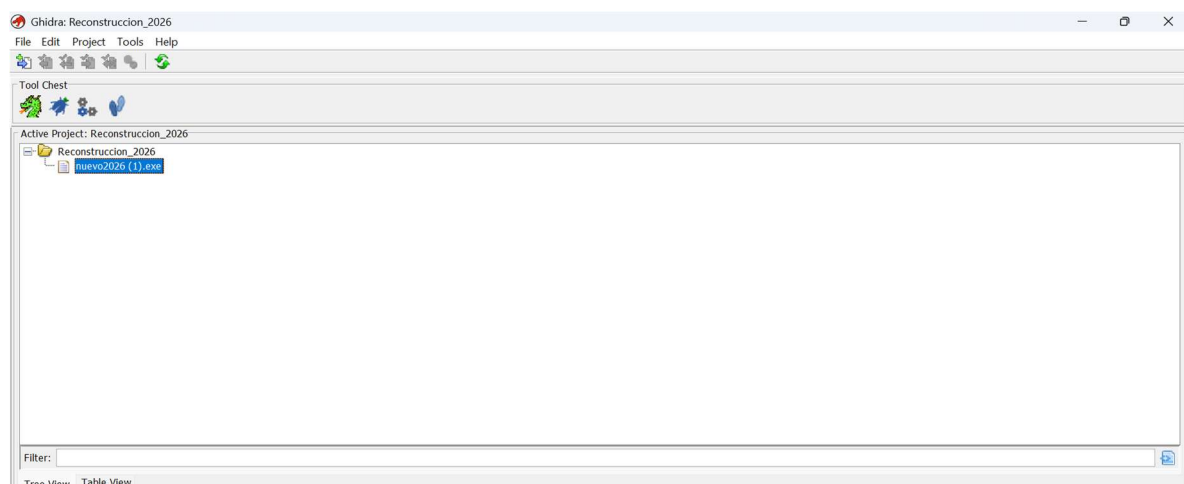 Ghidra: Reconstruccion_2026
File Edit Project Tools Help
Tool Chest
Active Project: Reconstruccion_2026
Reconstruccion_2026
nuevo2026 (1).exe
Filter:
Tree View Table View